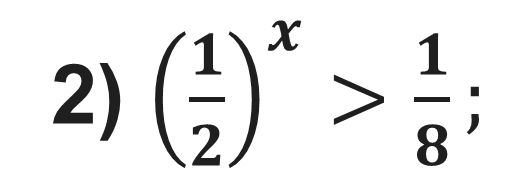 2) (1/2)^x > 1/8;